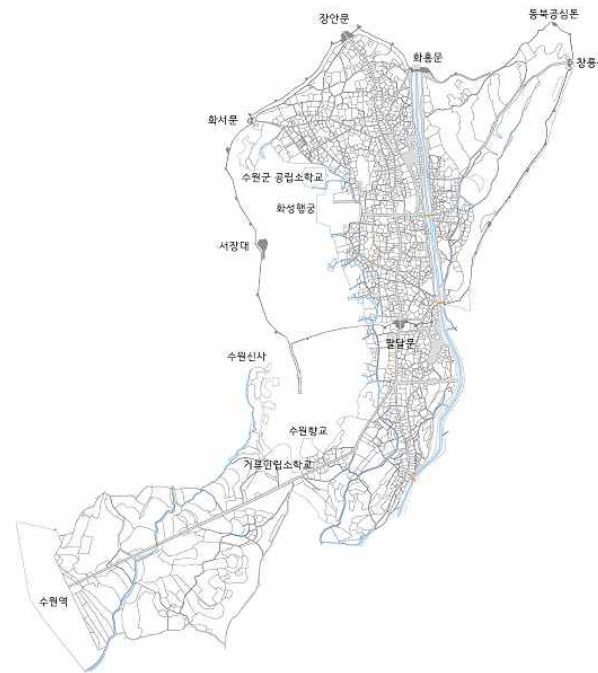 동북공심돈
장안문
화홍문
창룡
화서문
수원군 공립소학교
화성행궁
서장대
팔달문
수원신사
수원향교
거류민립소학교
수원역